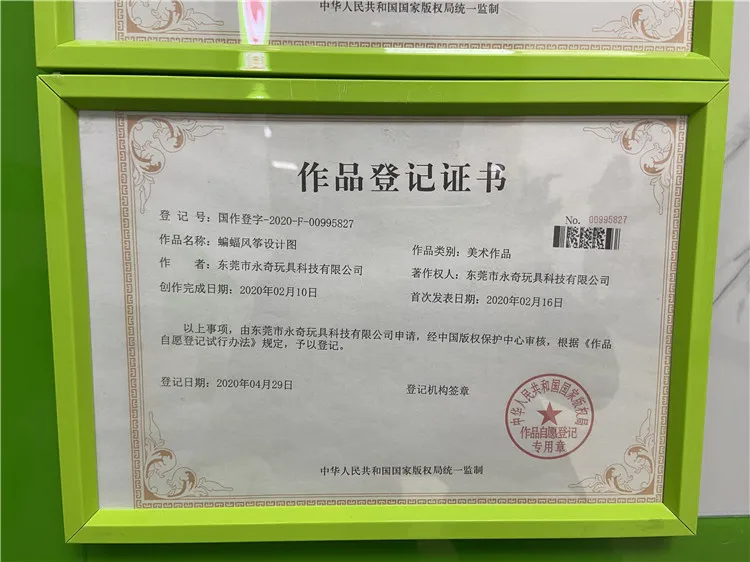 中华人民共和国国家版权局统一监制
作品登记证书
登 记 号：国作登字-2020-F-00995827
No. 00995827
作品名称：蝙蝠风筝设计图
作品类别：美术作品
作 者：东莞市永奇玩具科技有限公司
著作权人：东莞市永奇玩具科技有限公司
创作完成日期：2020年02月10日
首次发表日期：2020年02月16日
以上事项，由东莞市永奇玩具科技有限公司申请，经中国版权保护中心审核，根据《作品
自愿登记试行办法》规定，予以登记。
登记日期：2020年04月29日
登记机构签章
中华人民共和国国家版权局
作品自愿登记
专用章
中华人民共和国国家版权局统一监制